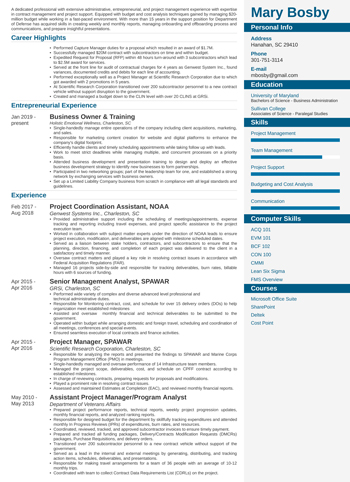 A dedicated professional with extensive administrative, entrepreneurial, and project management experience with expertise
in contract management and project support. Equipped with budget and cost analysis techniques gained by managing $20+
million budget while working in a fast-paced environment. With more than 15 years in the support position for Department
of Defense has acquired skills in creating weekly and monthly reports, managing onboarding and offboarding process and
communications, and prepare insightful presentations.
Career Highlights
• Performed Capture Manager duties for a proposal which resulted in an award of $1.7M.
• Successfully managed $20M contract with subcontractors on time and within budget.
• Expedited Request for Proposal (RFP) within 48 hours turn-around with 3 subcontractors which lead
to $2.5M award for services.
• Served at the front line for audit of contractual charges for 4 years as Genwest System Inc., found
variances, documented credits and details for each line of accounting.
• Performed exceptionally well as a Project Manager at Scientific Research Corporation due to which
got awarded with 2 promotions in 5 years.
• At Scientific Research Corporation transitioned over 200 subcontractor personnel to a new contract
vehicle without support disruption to the government.
• Created and managed a budget down to the CLIN level with over 20 CLINS at GRSi.
Entrepreneurial Experience
Jan 2019 -
present
Business Owner & Training
Holistic Emotional Wellness, Charleston, SC
• Single-handedly manage entire operations of the company including client acquisitions, marketing,
and sales.
• Responsible for marketing content creation for website and digital platforms to enhance the
company's digital footprint.
• Efficiently handle clients and timely scheduling appointments while taking follow up with leads.
• Work to meet strict deadlines while managing multiple, and concurrent processes on a priority
basis.
• Attended business development and presentation training to design and deploy an effective
business development strategy to identify new businesses to form partnerships.
• Participated in two networking groups; part of the leadership team for one, and established a strong
network by exchanging services with business owners.
• Set up a Limited Liability Company business from scratch in compliance with all legal standards and
guidelines.
Experience
Feb 2017 -
Aug 2018
Project Coordination Assistant, NOAA
Genwest Systems Inc., Charleston, SC
• Provided administrative support including the scheduling of meetings/appointments, expense
tracking and reporting including travel expenses, and project specific assistance to the project
execution team.
• Worked in collaboration with subject matter experts under the direction of NOAA leads to ensure
project execution, modification, and deliverables are aligned with milestone scheduled dates.
• Served as a liaison between stake holders, contractors, and subcontractors to ensure that the
planning, direction, financing, and completion of each project was delivered to the client in a
satisfactory and timely manner.
• Oversaw contract matters and played a key role in resolving contract issues in accordance with
Federal Acquisition Regulations (FAR).
• Managed 16 projects side-by-side and responsible for tracking deliverables, burn rates, billable
hours with 6 sources of funding.
Apr 2015 -
Apr 2016
Senior Management Analyst, SPAWAR
GRSi, Charleston, SC
• Performed wide variety of complex and diverse advanced level professional and
technical administrative duties.
• Responsible for Monitoring contract, cost, and schedule for over 15 delivery orders (DOs) to help
organization meet established milestones
• Assisted and oversaw monthly financial and technical deliverables to be submitted to the
government.
• Operated within budget while arranging domestic and foreign travel, scheduling and coordination of
all meetings, conferences and special events.
• Ensured seamless execution of local contracts and finance activities.
Apr 2015 -
Apr 2016
Project Manager, SPAWAR
Scientific Research Corporation, Charleston, SC
• Responsible for analyzing the reports and presented the findings to SPAWAR and Marine Corps
Program Management Office (PMO) in meetings.
• Single-handedly managed and oversaw performance of 14 Infrastructure team members.
• Managed the project scope, deliverables, cost, and schedule on CPFF contract according to
established milestones.
• In charge of reviewing contracts, preparing requests for proposals and modifications.
• Played a prominent role in resolving contract issues.
• Assessed and maintained Estimates at Completion (EAC), and reviewed monthly financial reports.
May 2010 -
May 2013
Assistant Project Manager/Program Analyst
Department of Veterans Affairs
• Prepared project performance reports, technical reports, weekly project progression updates,
monthly financial reports, and analyzed ranking reports.
• Responsible for designed budget for the department by skillfully tracking expenditures and attended
monthly In Progress Reviews (IPRs) of expenditures, burn rates, and resources.
• Coordinated, reviewed, tracked, and approved subcontractor invoices to ensure timely payment.
• Prepared and tracked all funding packages, Delivery/Contracts Modification Requests (DMCRs)
packages, Purchase Requisitions, and delivery orders.
• Transitioned over 200 subcontractor personnel to a new contract vehicle without support of the
government.
• Served as a lead in the internal and external meetings by generating, distributing, and tracking
action items, schedules, deliverables, and presentations.
• Responsible for making travel arrangements for a team of 36 people with an average of 10-12
monthly trips.
• Coordinated with team to collect Contract Data Requirements List (CDRLs) on the project.
Mary Bosby
Personal Info
Address
Hanahan, SC 29410
Phone
301-751-3114
E-mail
mbosby@gmail.com
Education
University of Maryland
Bachelors of Science - Business Administration
Sullivan College
Associates of Science - Paralegal Studies
Skills
Project Management
Team Management
Project Support
Budgeting and Cost Analysis
Communication
Computer Skills
ACQ 101
EVM 101
BCF 102
CON 100
CMMI
Lean Six Sigma
FMS Overview
Courses
Microsoft Office Suite
SharePoint
Deltek
Cost Point